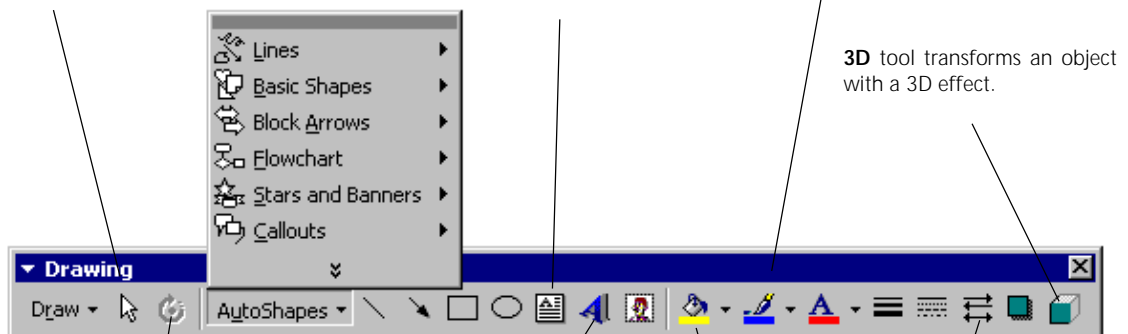 3D tool transforms an object
with a 3D effect.
Lines
Basic Shapes
Block Arrows
Flowchart
Stars and Banners
Callouts
Drawing
Draw
AutoShapes